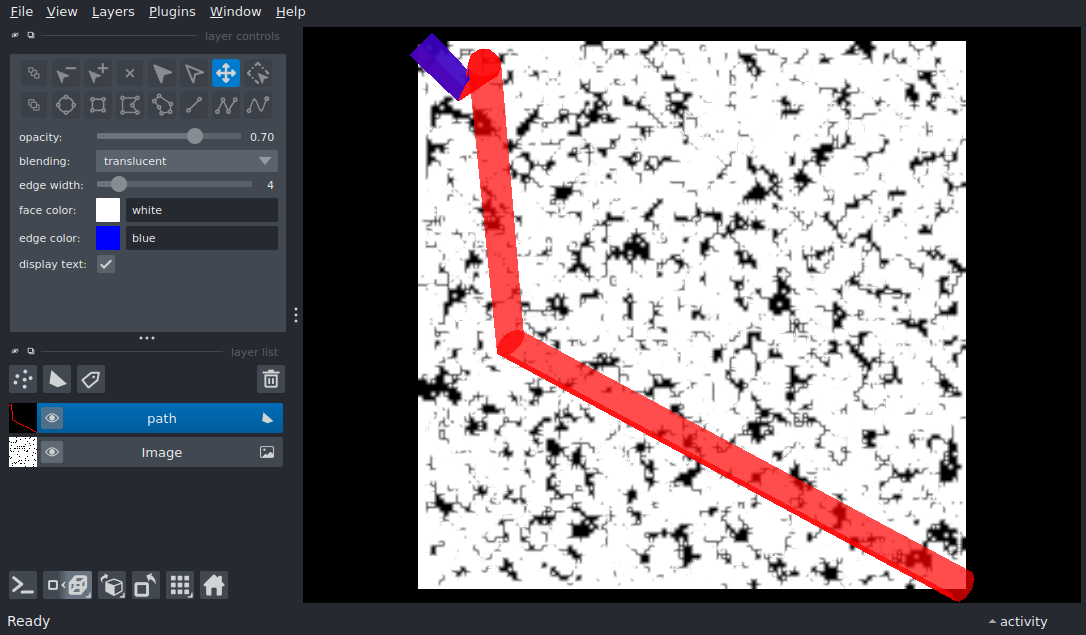 File View Layers Plugins Window Help
layer controls
opacity: 0.70
blending: translucent
edge width: 4
face color: white
edge color: blue
display text:
layer list
path
Image
Ready activity